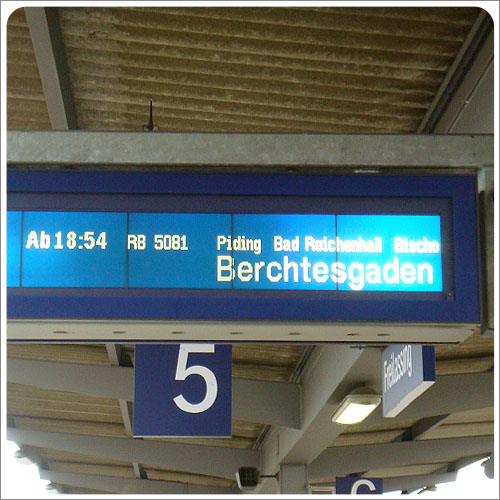 Ab 18:54 RB 5081 Piding Bad Reichenhall Bischo
Berchtesgaden
5
Freilassing